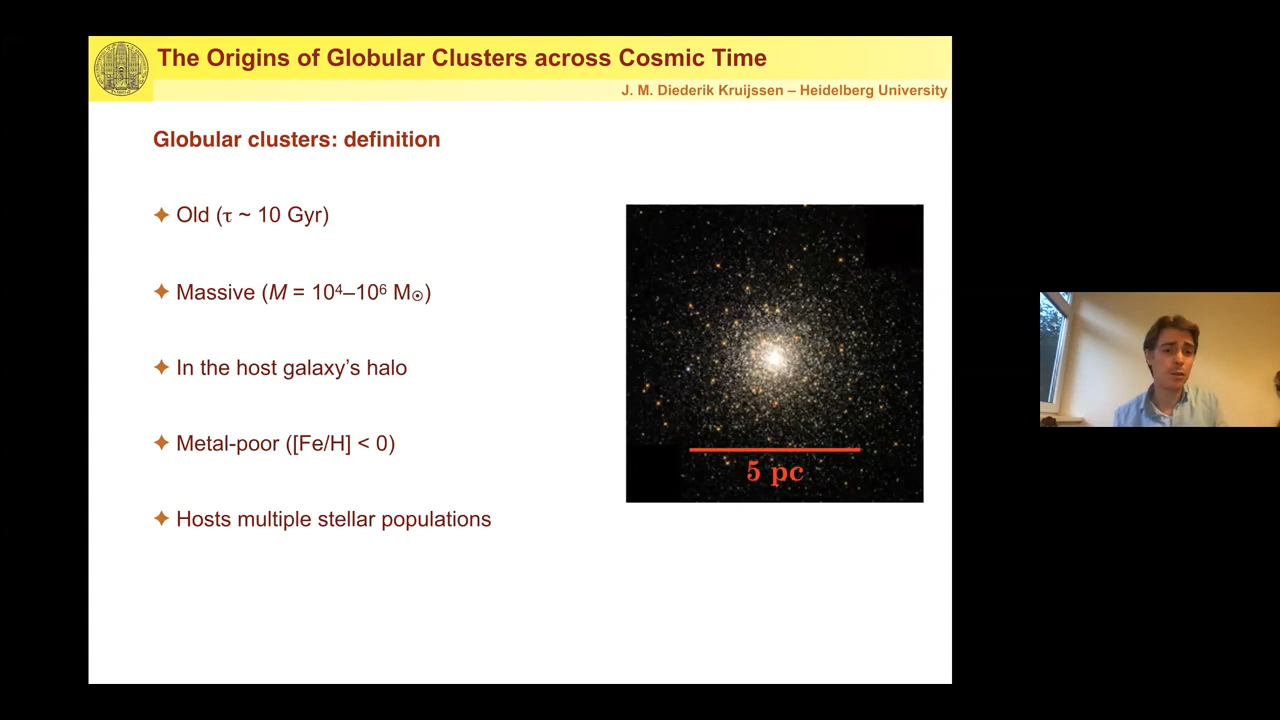 The Origins of Globular Clusters across Cosmic Time
J. M. Diederik Kruijssen – Heidelberg University
Globular clusters: definition
✦ Old (τ ~ 10 Gyr)
✦ Massive (M = 10⁴–10⁶ M☉)
✦ In the host galaxy’s halo
✦ Metal-poor ([Fe/H] < 0)
✦ Hosts multiple stellar populations
5 pc